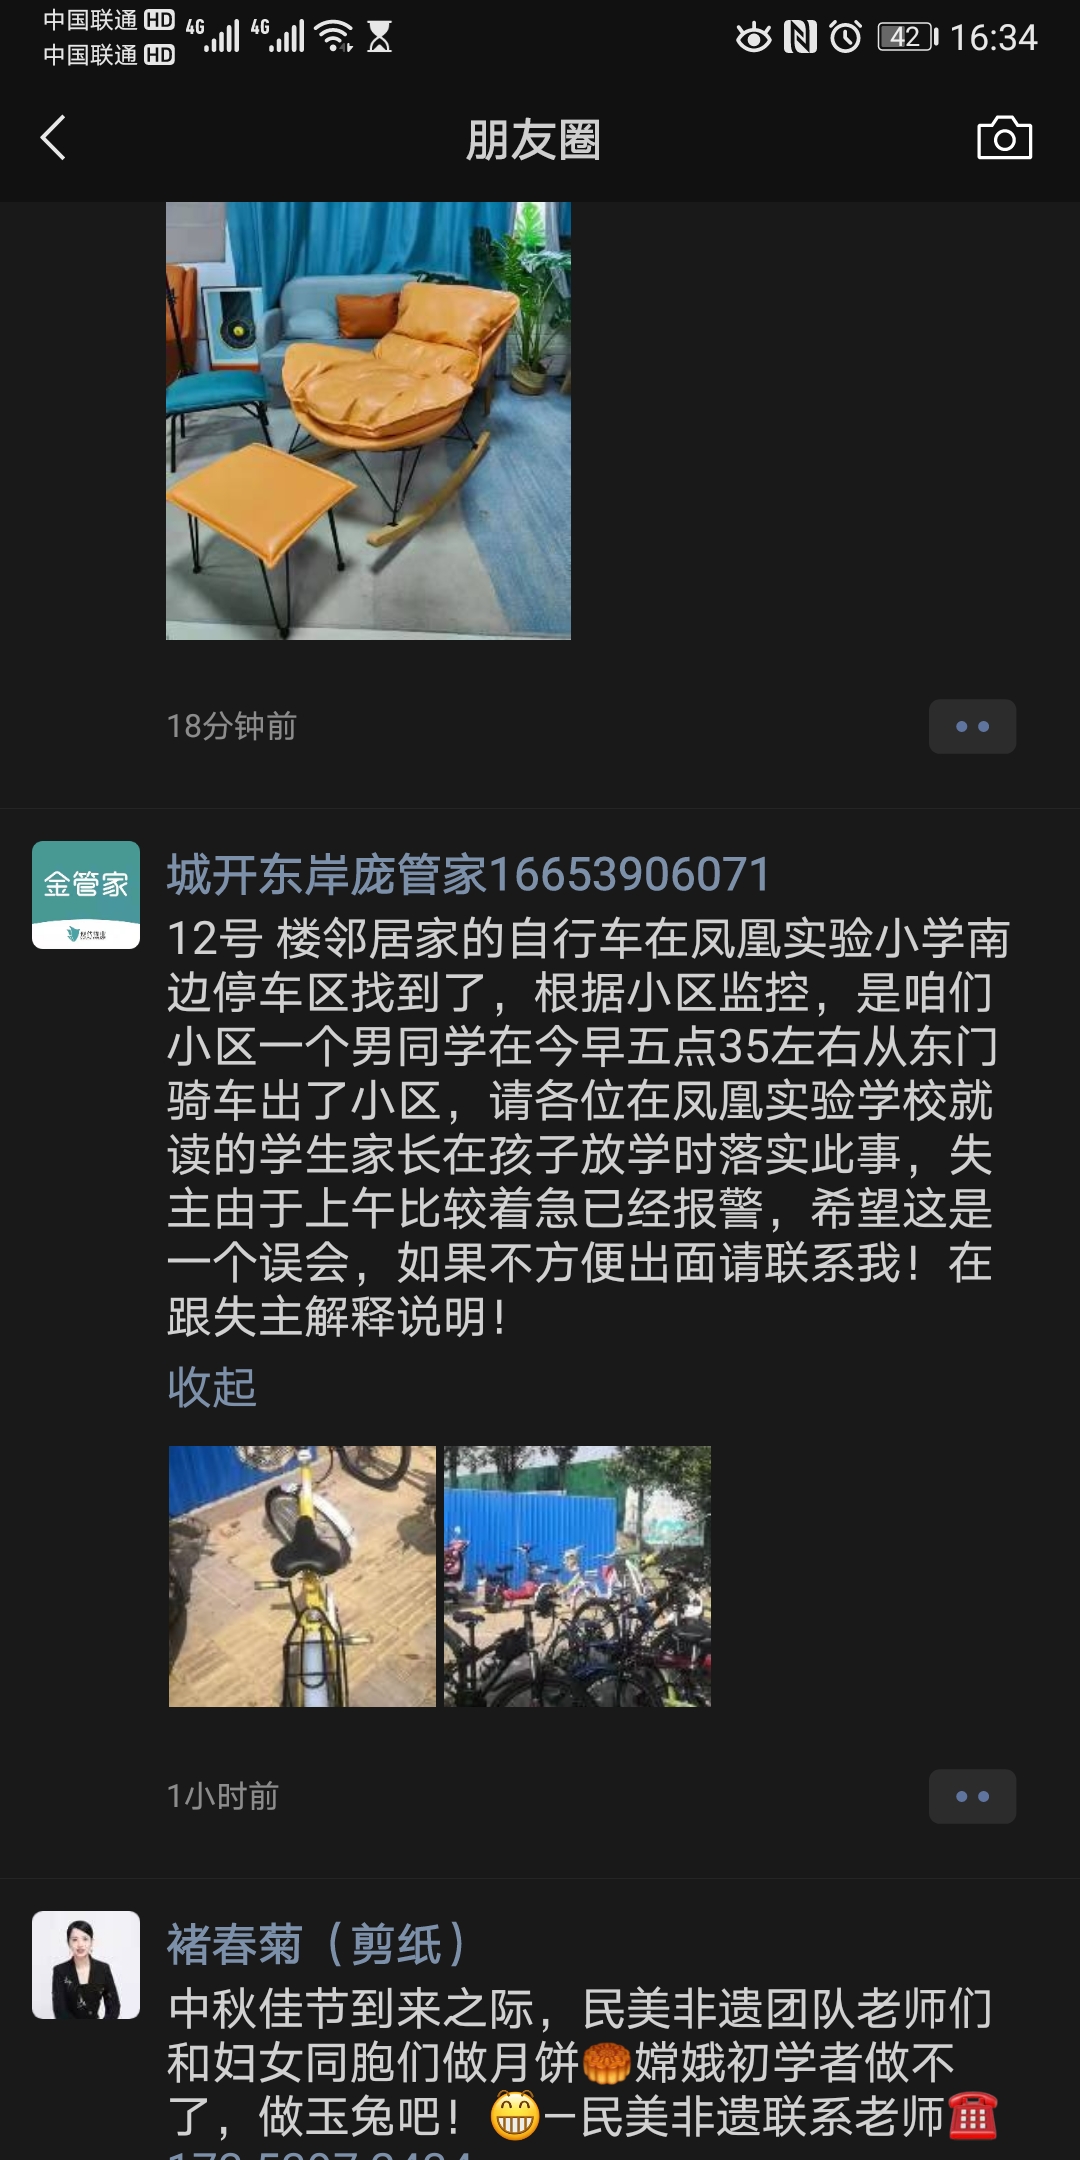 中国联通 HD 4G 4G 42 16:34
中国联通 HD
朋友圈
18分钟前
金管家
城开东岸庞管家16653906071
12号 楼邻居家的自行车在凤凰实验小学南
边停车区找到了，根据小区监控，是咱们
小区一个男同学在今早五点35左右从东门
骑车出了小区，请各位在凤凰实验学校就
读的学生家长在孩子放学时落实此事，失
主由于上午比较着急已经报警，希望这是
一个误会，如果不方便出面请联系我！在
跟失主解释说明！
收起
1小时前
褚春菊（剪纸）
中秋佳节到来之际，民美非遗团队老师们
和妇女同胞们做月饼🥮嫦娥初学者做不
了，做玉兔吧！😁一民美非遗联系老师☎️